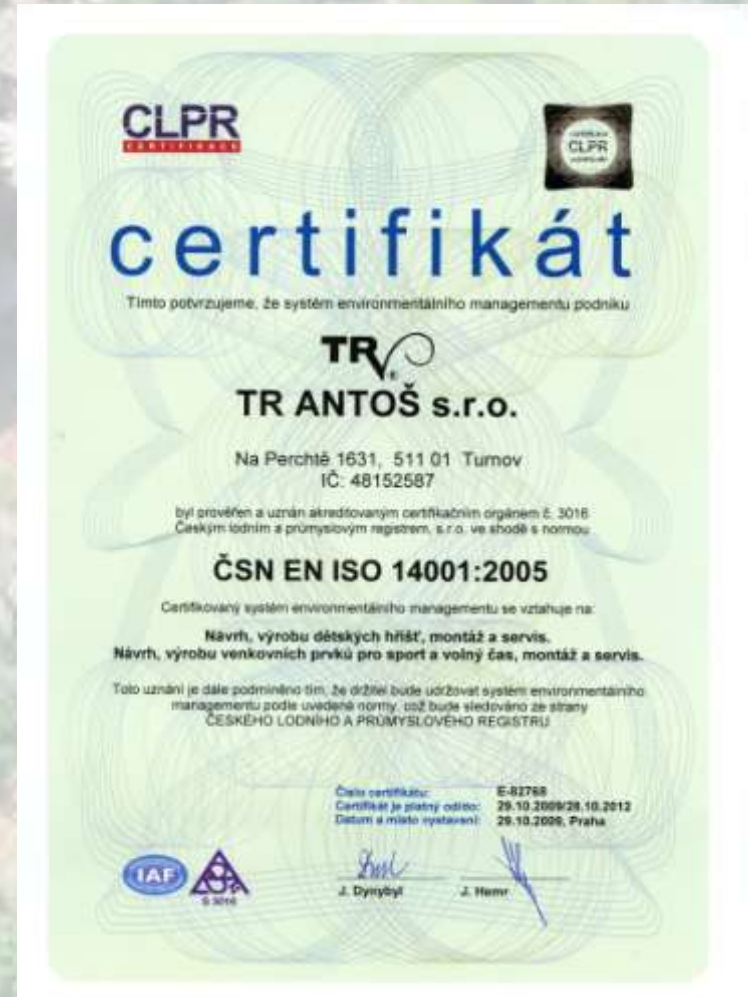 CLPR
CERTIFIKACE
CLPR
certifikát
Tímto potvrzujeme, že systém environmentálního managementu podniku
TR
®
TR ANTOŠ s.r.o.
Na Perchtě 1631, 511 01 Turnov
IČ: 48152587
byl prověřen a uznán akreditovaným certifikačním orgánem č. 3016
Českým lodním a průmyslovým registrem, s.r.o. ve shodě s normou
ČSN EN ISO 14001:2005
Certifikovaný systém environmentálního managementu se vztahuje na:
Návrh, výrobu dětských hřišť, montáž a servis.
Návrh, výrobu venkovních prvků pro sport a volný čas, montáž a servis.
Toto uznání je dále podmíněno tím, že držitel bude udržovat systém environmentálního
managementu podle uvedené normy, což bude sledováno ze strany
ČESKÉHO LODNÍHO A PRŮMYSLOVÉHO REGISTRU
Číslo certifikátu: E-82768
Certifikát je platný od/do: 29.10.2009/28.10.2012
Datum a místo vystavení: 29.10.2009, Praha
IAF
S 3016
J. Dynybyl J. Hemr